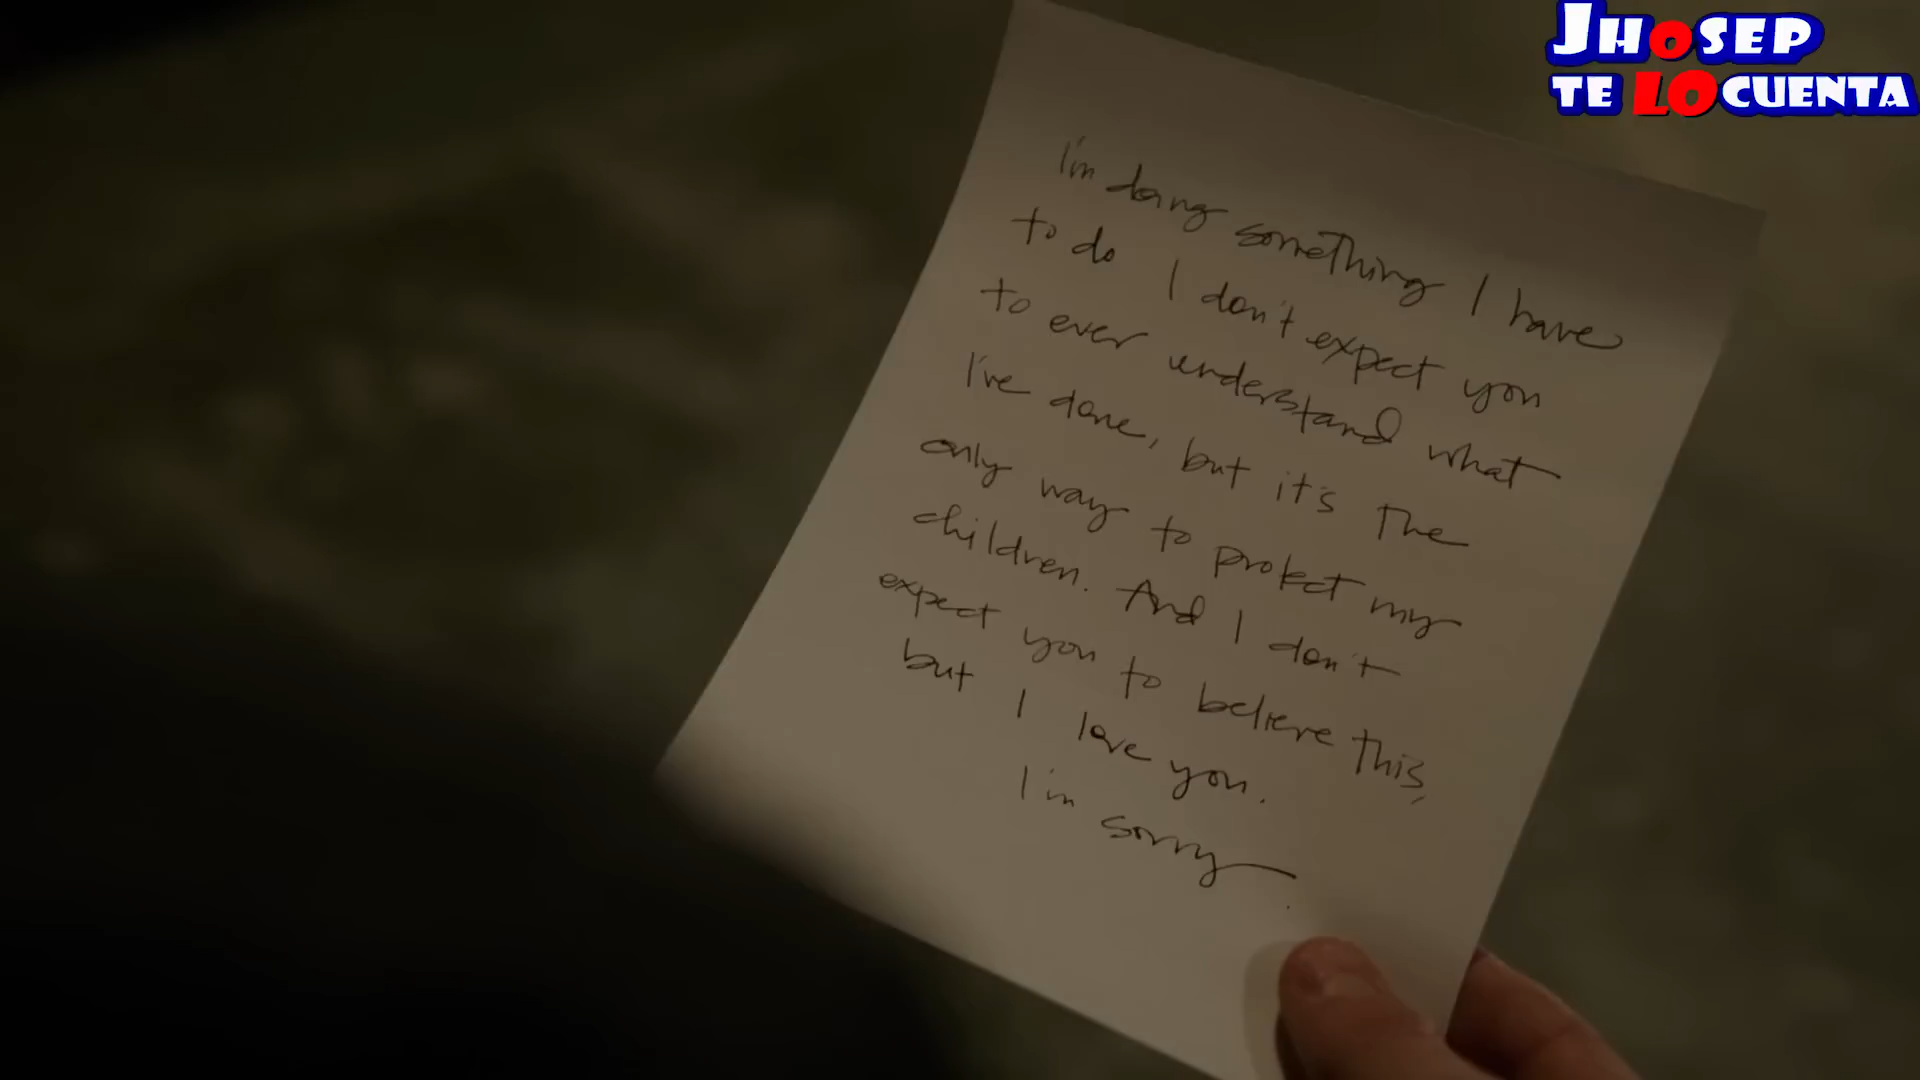 JHOSEP
TE LO CUENTA
I'm doing something I have
to do I don't expect you
to ever understand what
I've done, but it's the
only way to protect my
children. And I don't
expect you to believe this,
but I love you.
I'm sorry